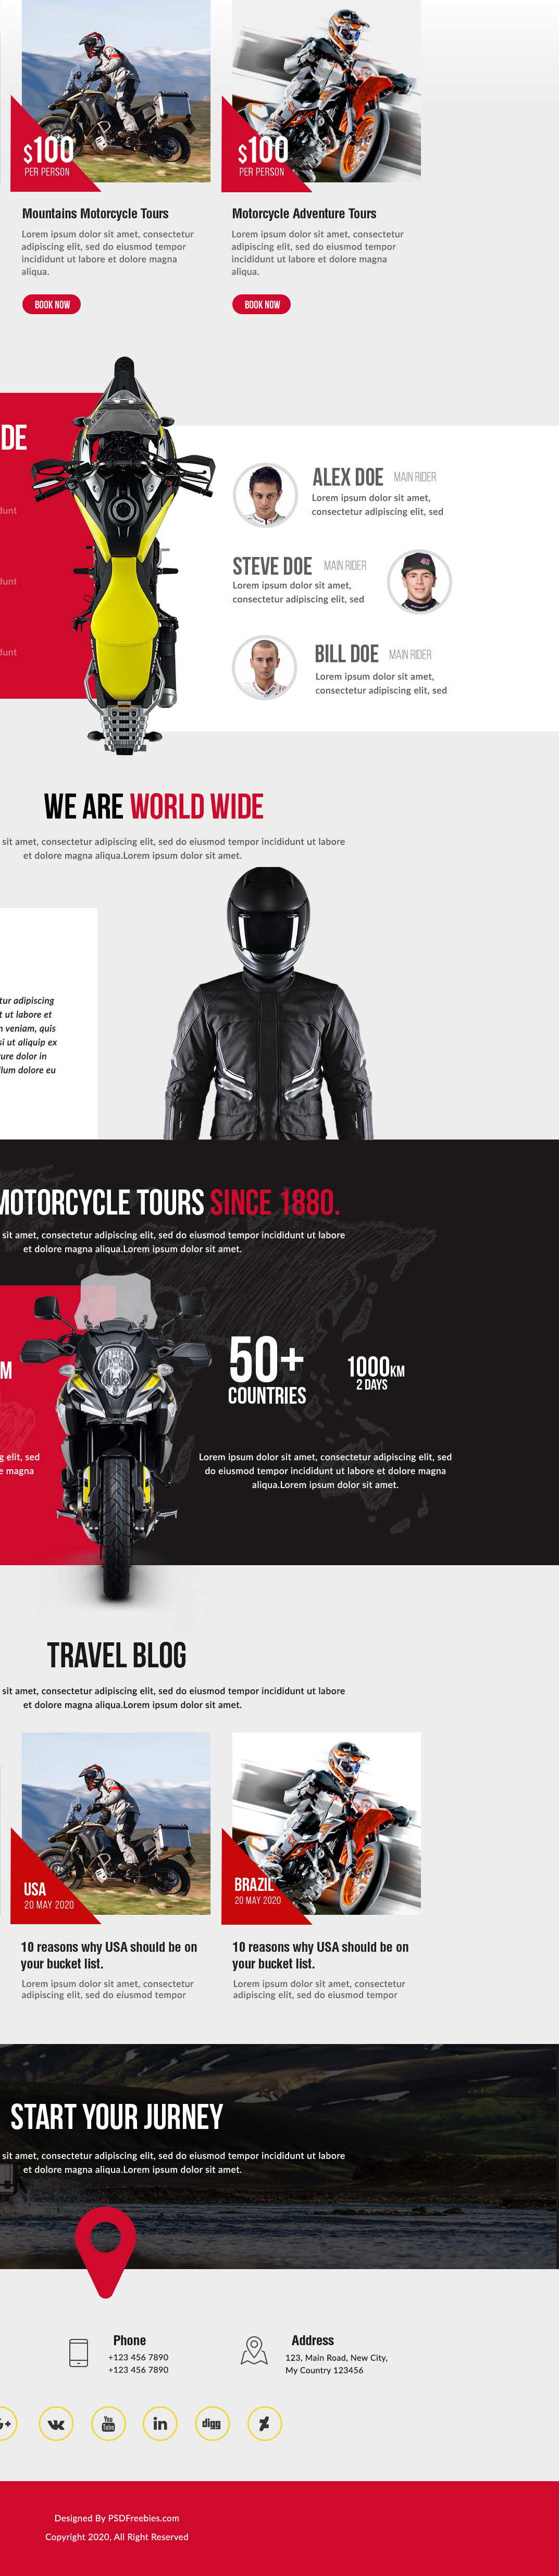 $100
PER PERSON
Mountains Motorcycle Tours
Lorem ipsum dolor sit amet, consectetur
adipiscing elit, sed do eiusmod tempor
incididunt ut labore et dolore magna
aliqua.
BOOK NOW
$100
PER PERSON
Motorcycle Adventure Tours
Lorem ipsum dolor sit amet, consectetur
adipiscing elit, sed do eiusmod tempor
incididunt ut labore et dolore magna
aliqua.
BOOK NOW
DE
dunt
dunt
dunt
ALEX DOE MAIN RIDER
Lorem ipsum dolor sit amet,
consectetur adipiscing elit, sed
STEVE DOE MAIN RIDER
Lorem ipsum dolor sit amet,
consectetur adipiscing elit, sed
BILL DOE MAIN RIDER
Lorem ipsum dolor sit amet,
consectetur adipiscing elit, sed
WE ARE WORLD WIDE
sit amet, consectetur adipiscing elit, sed do eiusmod tempor incididunt ut labore
et dolore magna aliqua.Lorem ipsum dolor sit amet.
tur adipiscing
t ut labore et
n veniam, quis
si ut aliquip ex
ure dolor in
llum dolore eu
MOTORCYCLE TOURS SINCE 1880.
sit amet, consectetur adipiscing elit, sed do eiusmod tempor incididunt ut labore
et dolore magna aliqua.Lorem ipsum dolor sit amet.
M
g elit, sed
e magna
50+
COUNTRIES
1000KM
2 DAYS
Lorem ipsum dolor sit amet, consectetur adipiscing elit, sed
do eiusmod tempor incididunt ut labore et dolore magna
aliqua.Lorem ipsum dolor sit amet.
TRAVEL BLOG
sit amet, consectetur adipiscing elit, sed do eiusmod tempor incididunt ut labore
et dolore magna aliqua.Lorem ipsum dolor sit amet.
USA
20 MAY 2020
10 reasons why USA should be on
your bucket list.
Lorem ipsum dolor sit amet, consectetur
adipiscing elit, sed do eiusmod tempor
BRAZIL
20 MAY 2020
10 reasons why USA should be on
your bucket list.
Lorem ipsum dolor sit amet, consectetur
adipiscing elit, sed do eiusmod tempor
START YOUR JURNEY
sit amet, consectetur adipiscing elit, sed do eiusmod tempor incididunt ut labore
et dolore magna aliqua.Lorem ipsum dolor sit amet.
Phone
+123 456 7890
+123 456 7890
Address
123, Main Road, New City,
My Country 123456
G+
You
Tube
in
digg
Designed By PSDFreebies.com
Copyright 2020, All Right Reserved